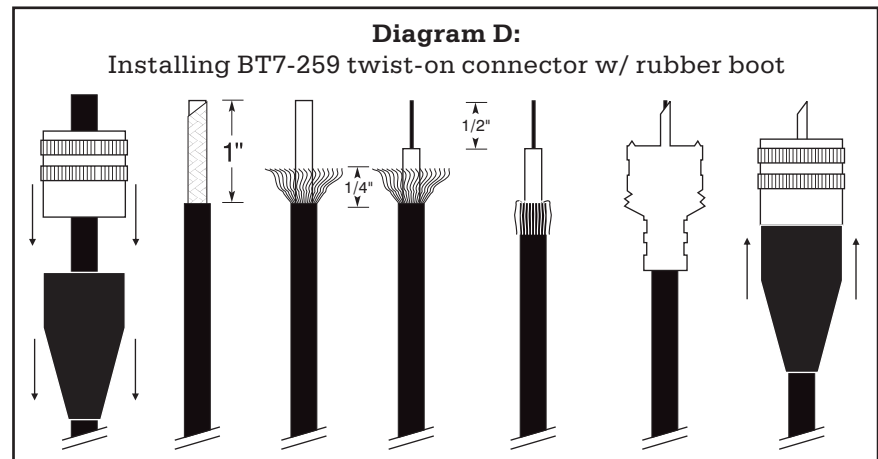 Diagram D:
Installing BT7-259 twist-on connector w/ rubber boot
1"
1/4"
1/2"